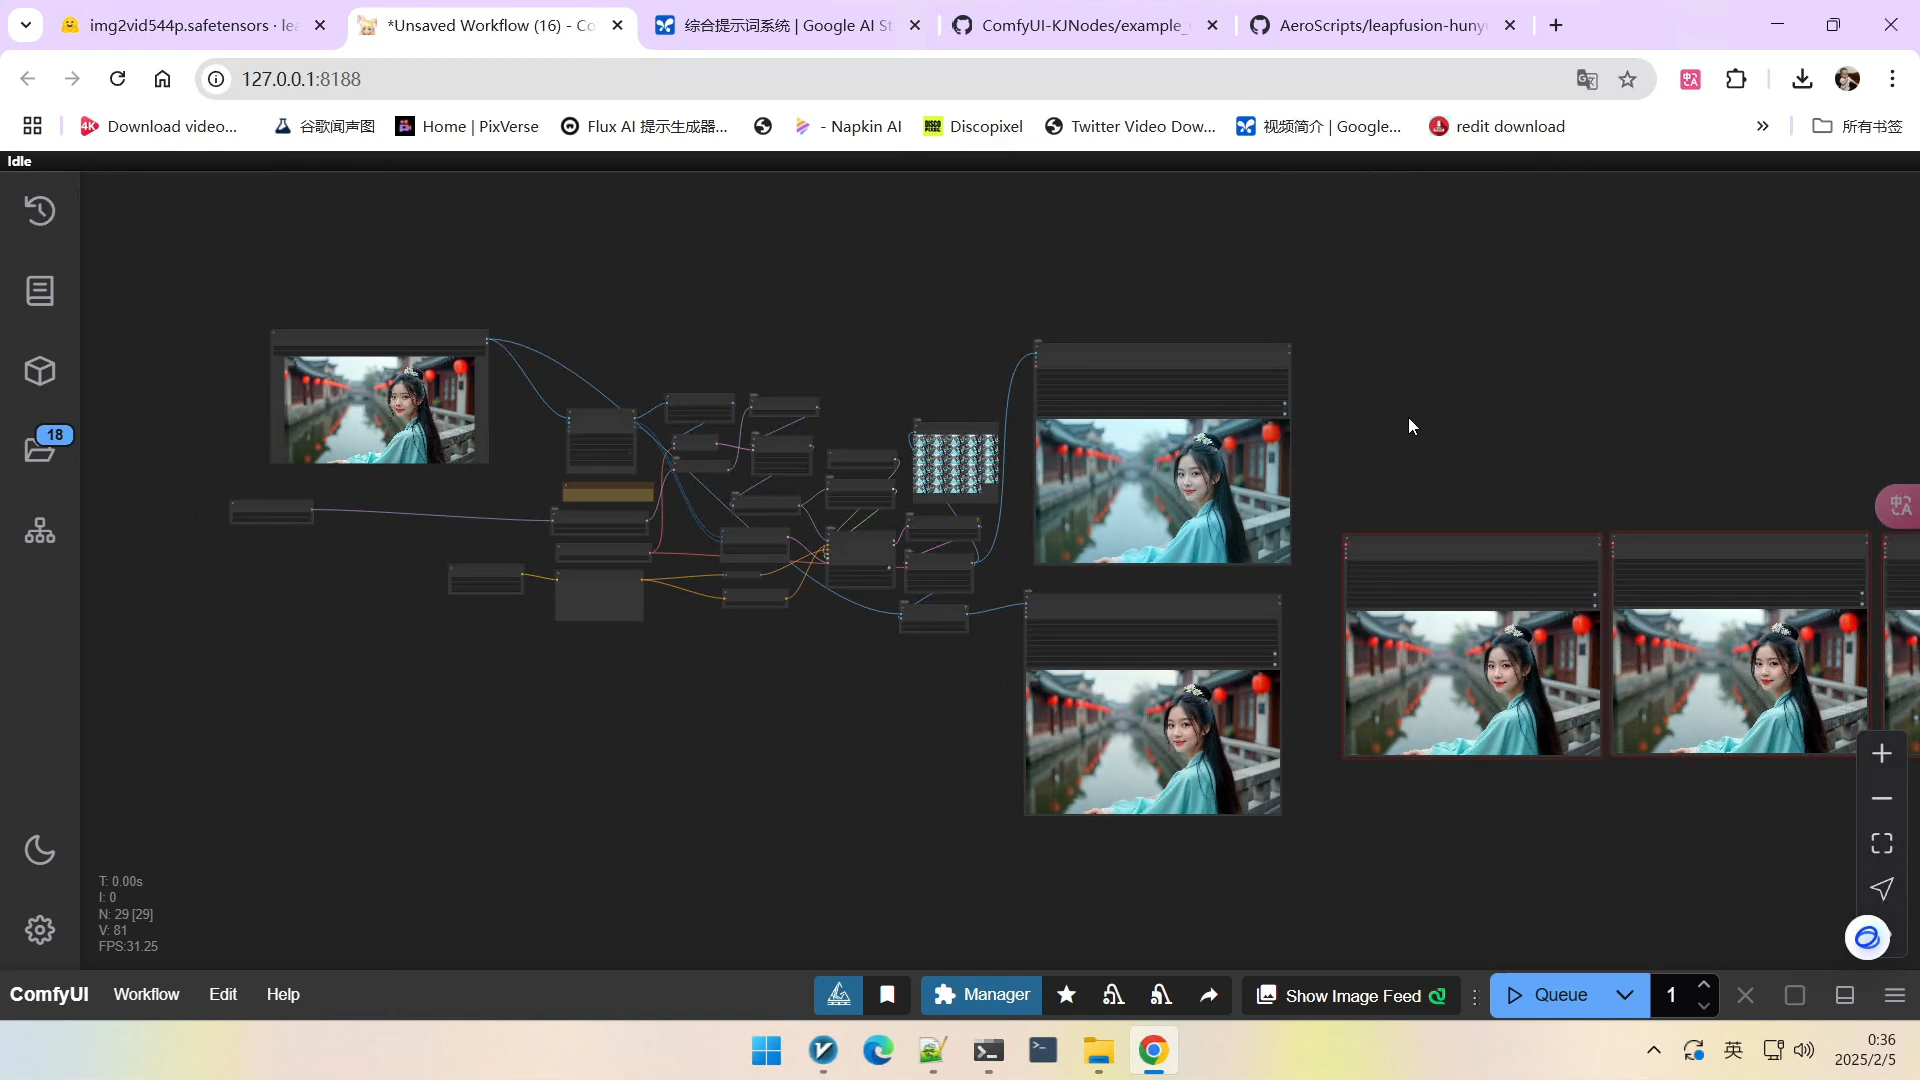 img2vid544p.safetensors · lea
*Unsaved Workflow (16) - Co
综合提示词系统 | Google AI St
ComfyUI-KJNodes/example_
AeroScripts/leapfusion-huny
127.0.0.1:8188
Download video...
谷歌闻声图
Home | PixVerse
Flux AI 提示生成器...
- Napkin AI
Discopixel
Twitter Video Dow...
视频简介 | Google...
redit download
所有书签
Idle
18
T: 0.00s
I: 0
N: 29 [29]
V: 81
FPS:31.25
ComfyUI
Workflow
Edit
Help
Manager
Show Image Feed
Queue
1
英
0:36
2025/2/5